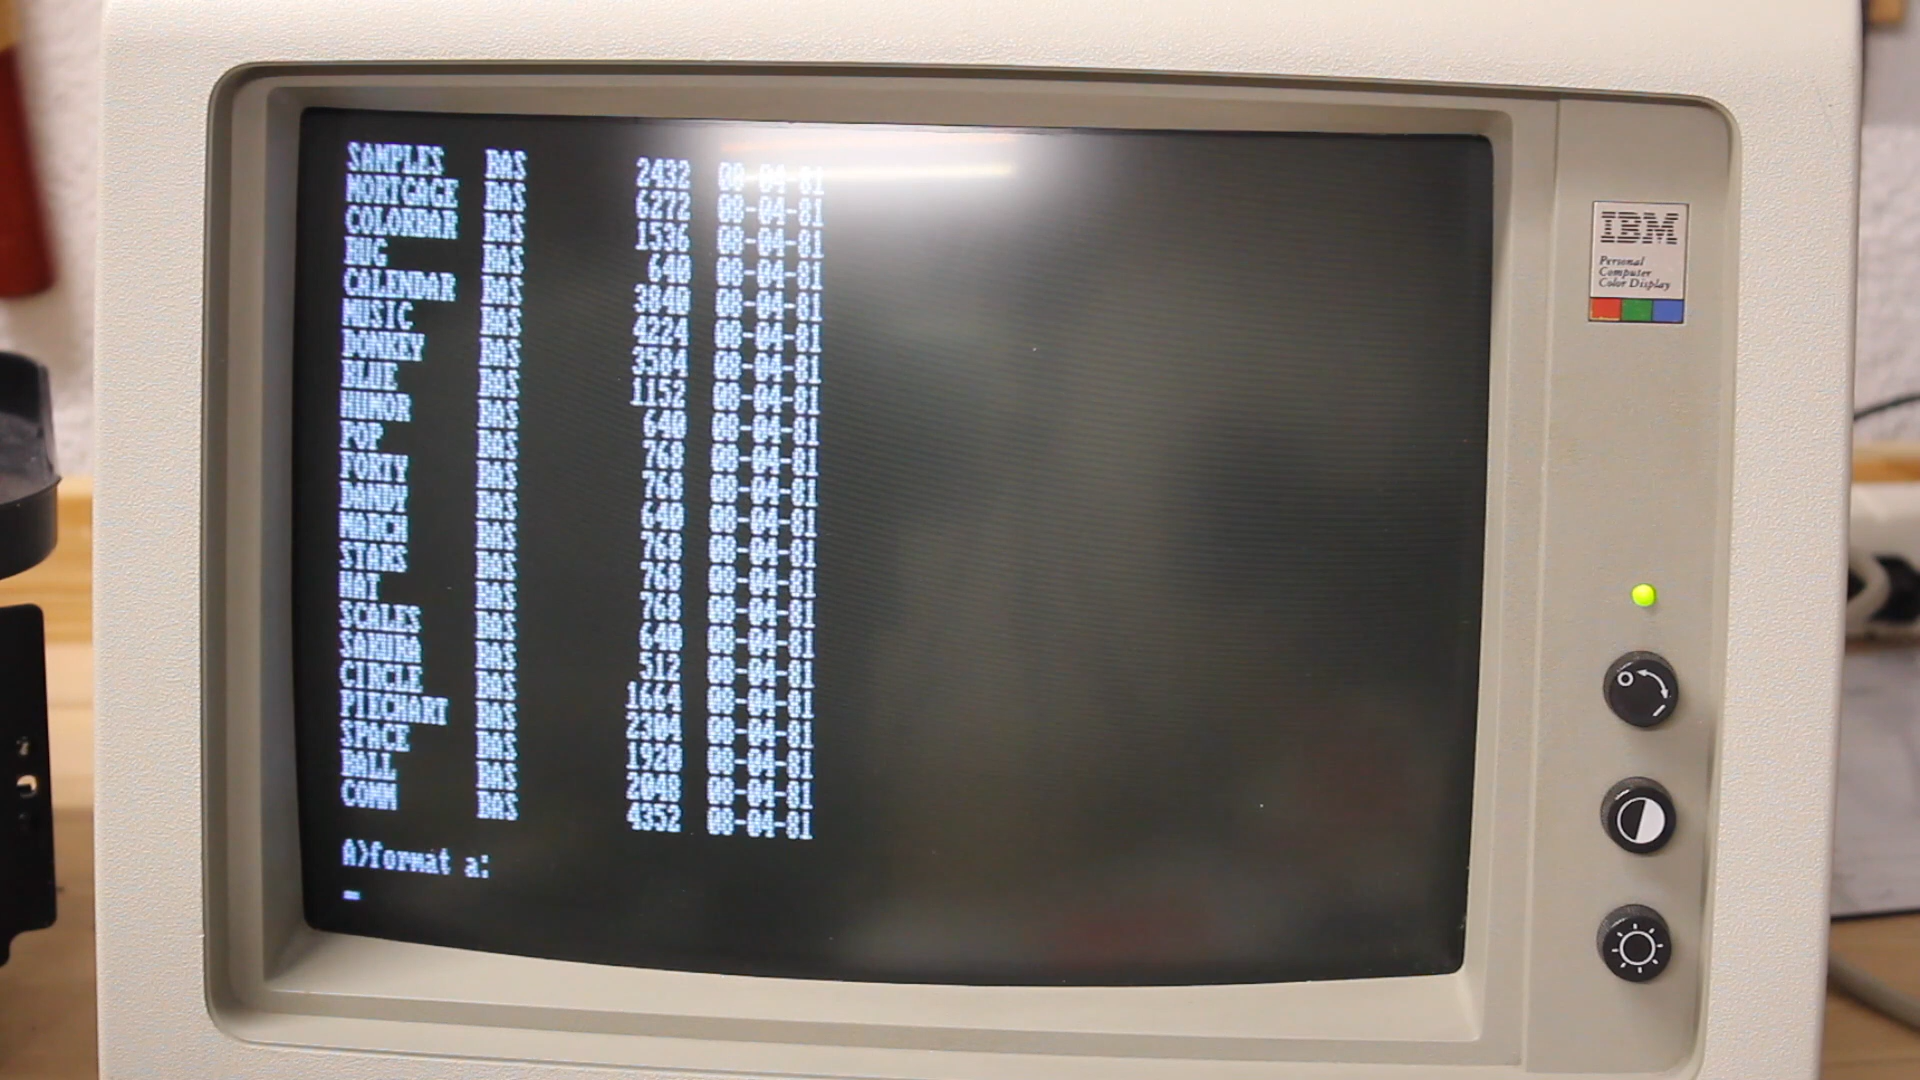 SAMPLES BAS 2432 08-04-81
MORTGAGE BAS 6272 08-04-81
COLORBAR BAS 1536 08-04-81
BUG BAS 640 08-04-81
CALENDAR BAS 3840 08-04-81
MUSIC BAS 4224 08-04-81
DONKEY BAS 3584 08-04-81
BLUE BAS 1152 08-04-81
HUMOR BAS 640 08-04-81
POP BAS 768 08-04-81
FORTY BAS 768 08-04-81
DANDY BAS 640 08-04-81
MARCH BAS 768 08-04-81
STARS BAS 768 08-04-81
HAT BAS 768 08-04-81
SCALES BAS 640 08-04-81
SAKURA BAS 512 08-04-81
CIRCLE BAS 1664 08-04-81
PIECHART BAS 2304 08-04-81
SPACE BAS 1920 08-04-81
BALL BAS 2048 08-04-81
COMM BAS 4352 08-04-81
A>format a:
IBM
Personal
Computer
Color Display